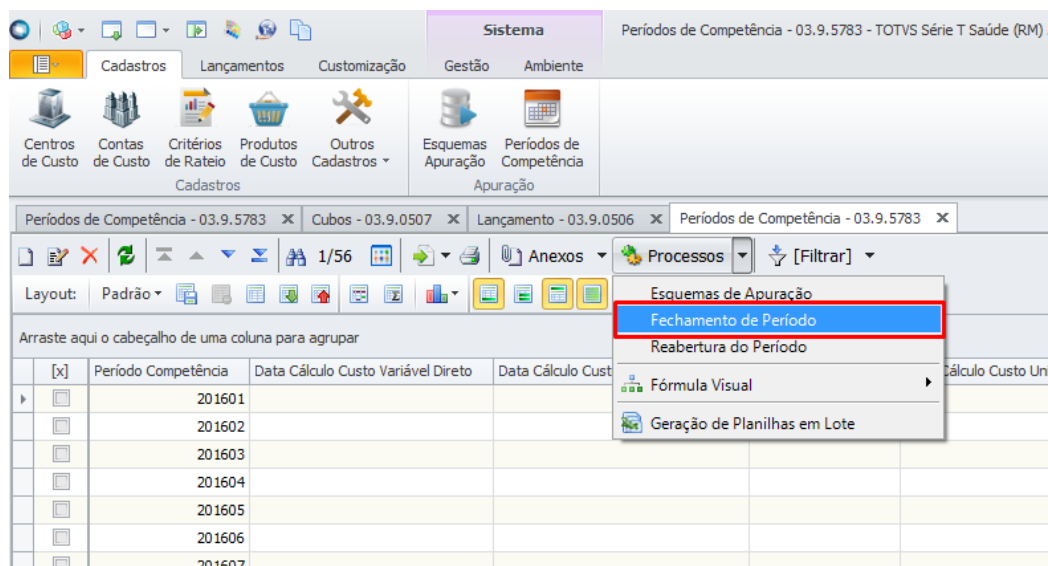 Sistema
Períodos de Competência - 03.9.5783 - TOTVS Série T Saúde (RM)
Cadastros Lançamentos Customização Gestão Ambiente
Centros de Custo
Contas de Custo
Critérios de Rateio
Produtos de Custo
Outros Cadastros
Esquemas Apuração
Períodos de Competência
Cadastros
Apuração
Períodos de Competência - 03.9.5783 Cubos - 03.9.0507 Lançamento - 03.9.0506 Períodos de Competência - 03.9.5783
1/56 Anexos Processos [Filtrar]
Layout: Padrão
Esquemas de Apuração
Fechamento de Período
Reabertura do Período
Fórmula Visual
Geração de Planilhas em Lote
Arraste aqui o cabeçalho de uma coluna para agrupar
[x] Período Competência Data Cálculo Custo Variável Direto Data Cálculo Cust Cálculo Custo Uni
201601
201602
201603
201604
201605
201606
201607